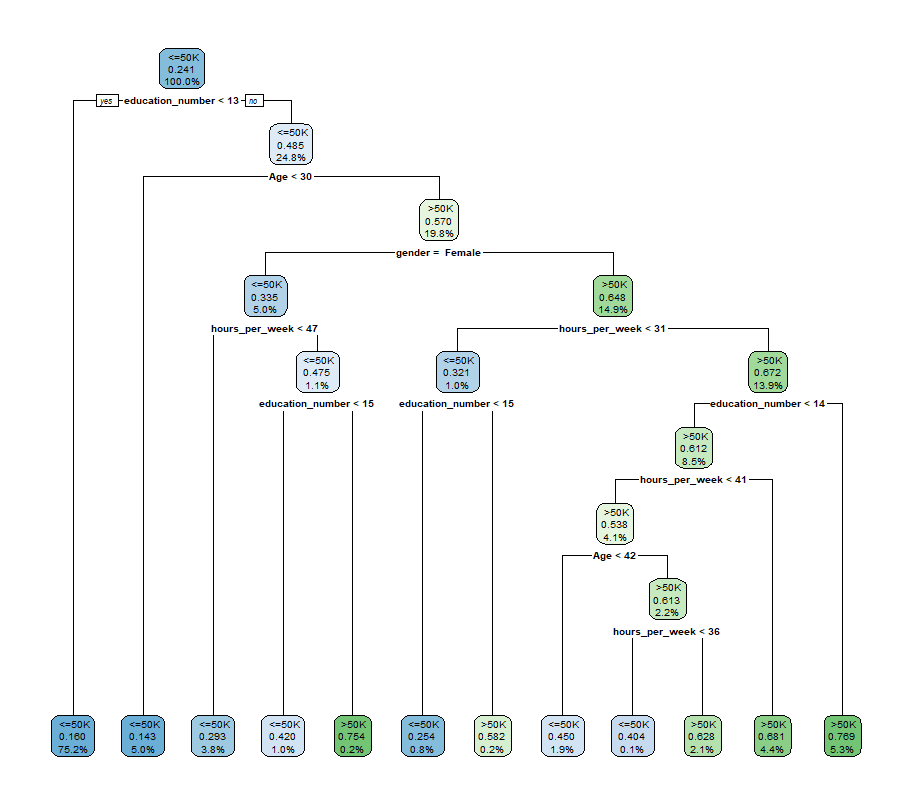 <=50K
0.241
100.0%
yes education_number < 13 no
<=50K
0.485
24.8%
Age < 30
>50K
0.570
19.8%
gender = Female
<=50K
0.335
5.0%
>50K
0.648
14.9%
hours_per_week < 47
hours_per_week < 31
<=50K
0.475
1.1%
<=50K
0.321
1.0%
>50K
0.672
13.9%
education_number < 15
education_number < 15
education_number < 14
>50K
0.612
8.5%
hours_per_week < 41
>50K
0.538
4.1%
Age < 42
>50K
0.613
2.2%
hours_per_week < 36
<=50K
0.160
75.2%
<=50K
0.143
5.0%
<=50K
0.293
3.8%
<=50K
0.420
1.0%
>50K
0.754
0.2%
<=50K
0.254
0.8%
>50K
0.582
0.2%
<=50K
0.450
1.9%
<=50K
0.404
0.1%
>50K
0.628
2.1%
>50K
0.681
4.4%
>50K
0.769
5.3%